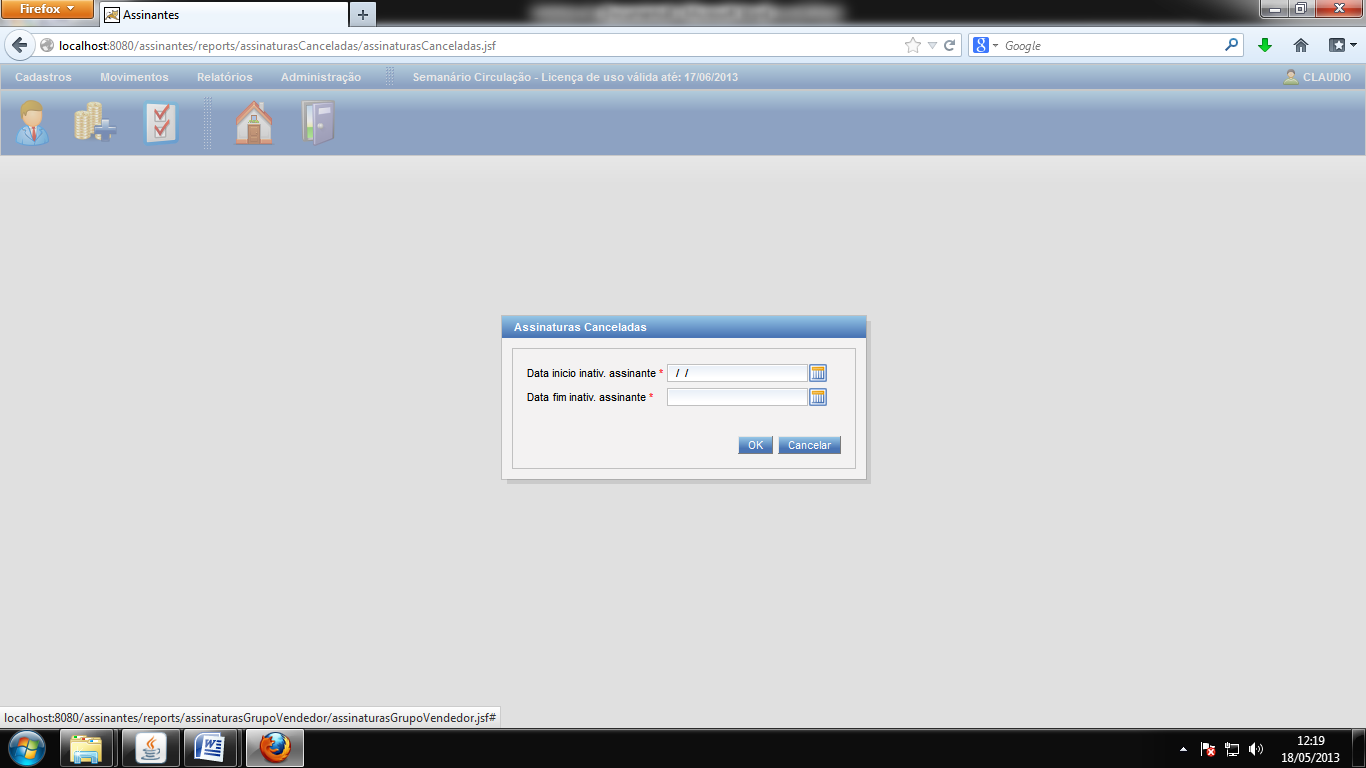 Firefox
Assinantes
localhost:8080/assinantes/reports/assinaturasCanceladas/assinaturasCanceladas.jsf
Google
Cadastros Movimentos Relatórios Administração Semanário Circulação - Licença de uso válida até: 17/06/2013 CLAUDIO
Assinaturas Canceladas
Data inicio inativ. assinante * / /
Data fim inativ. assinante *
OK Cancelar
localhost:8080/assinantes/reports/assinaturasGrupoVendedor/assinaturasGrupoVendedor.jsf#
12:19
18/05/2013